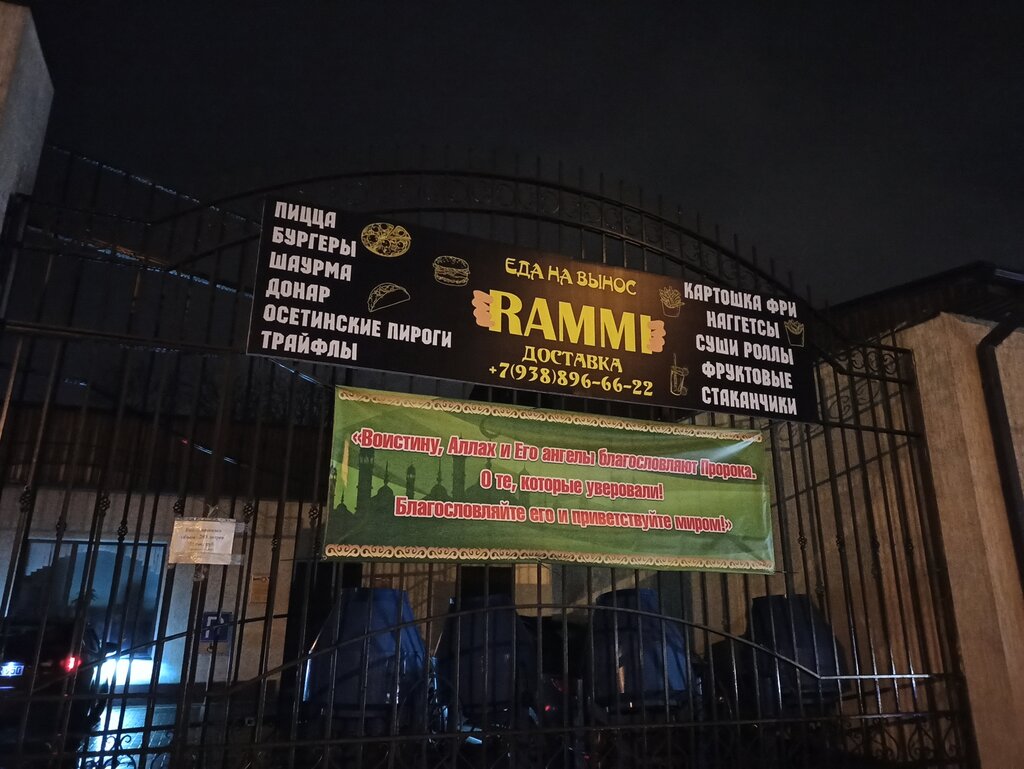 ПИЦЦА
БУРГЕРЫ
ШАУРМА
ДОНАР
ОСЕТИНСКИЕ ПИРОГИ
ТРАЙФЛЫ
ЕДА НА ВЫНОС
RAMMI
ДОСТАВКА
+7(938)896-66-22
КАРТОШКА ФРИ
НАГГЕТСЫ
СУШИ РОЛЛЫ
ФРУКТОВЫЕ
СТАКАНЧИКИ
«Воистину, Аллах и Его ангелы благословляют Пророка.
О те, которые уверовали!
Благословляйте его и приветствуйте миром!»